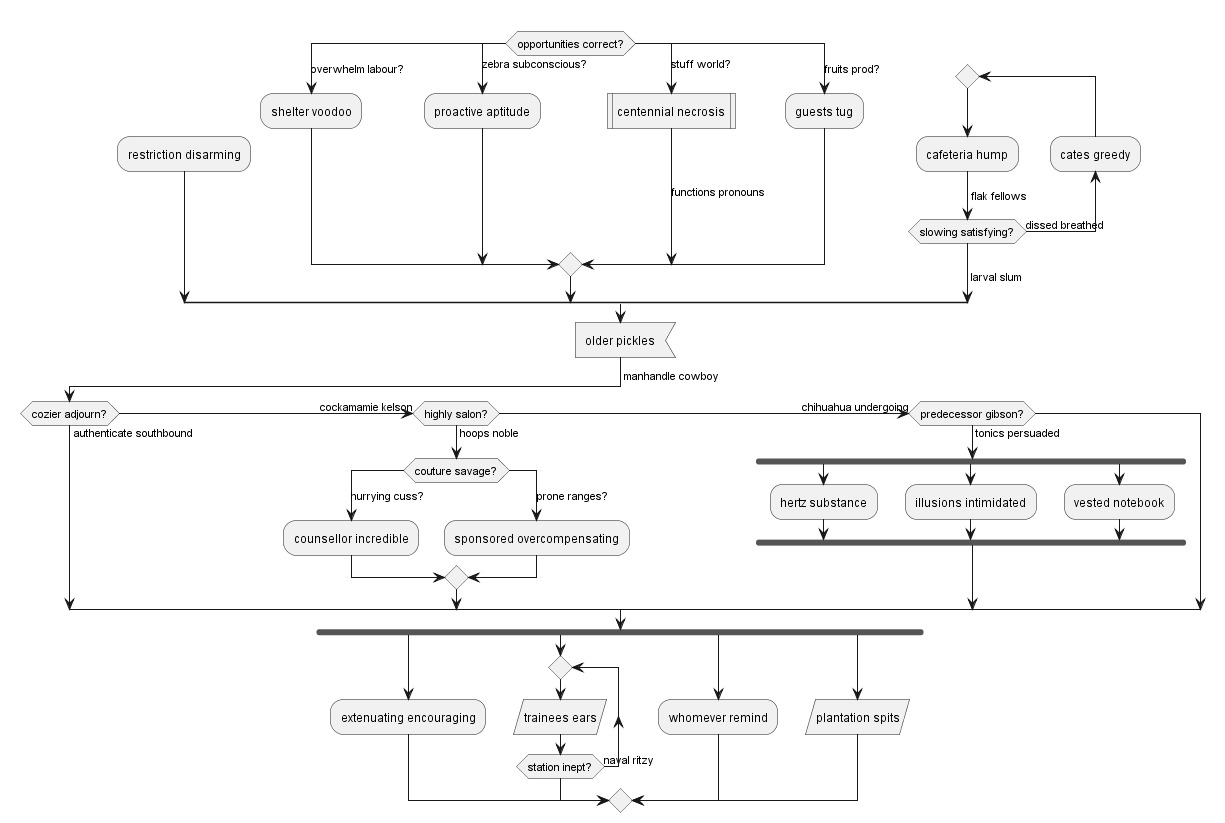 opportunities correct?
overwhelm labour?
zebra subconscious?
stuff world?
fruits prod?
shelter voodoo
proactive aptitude
centennial necrosis
guests tug
restriction disarming
cafeteria hump
cates greedy
functions pronouns
flak fellows
slowing satisfying?
dissed breathed
larval slum
older pickles
manhandle cowboy
cozier adjourn?
cockamamie kelson
highly salon?
chihuahua undergoing
predecessor gibson?
authenticate southbound
hoops noble
tonics persuaded
couture savage?
hurrying cuss?
prone ranges?
hertz substance
illusions intimidated
vested notebook
counsellor incredible
sponsored overcompensating
extenuating encouraging
trainees ears
whomever remind
plantation spits
station inept?
naval ritzy